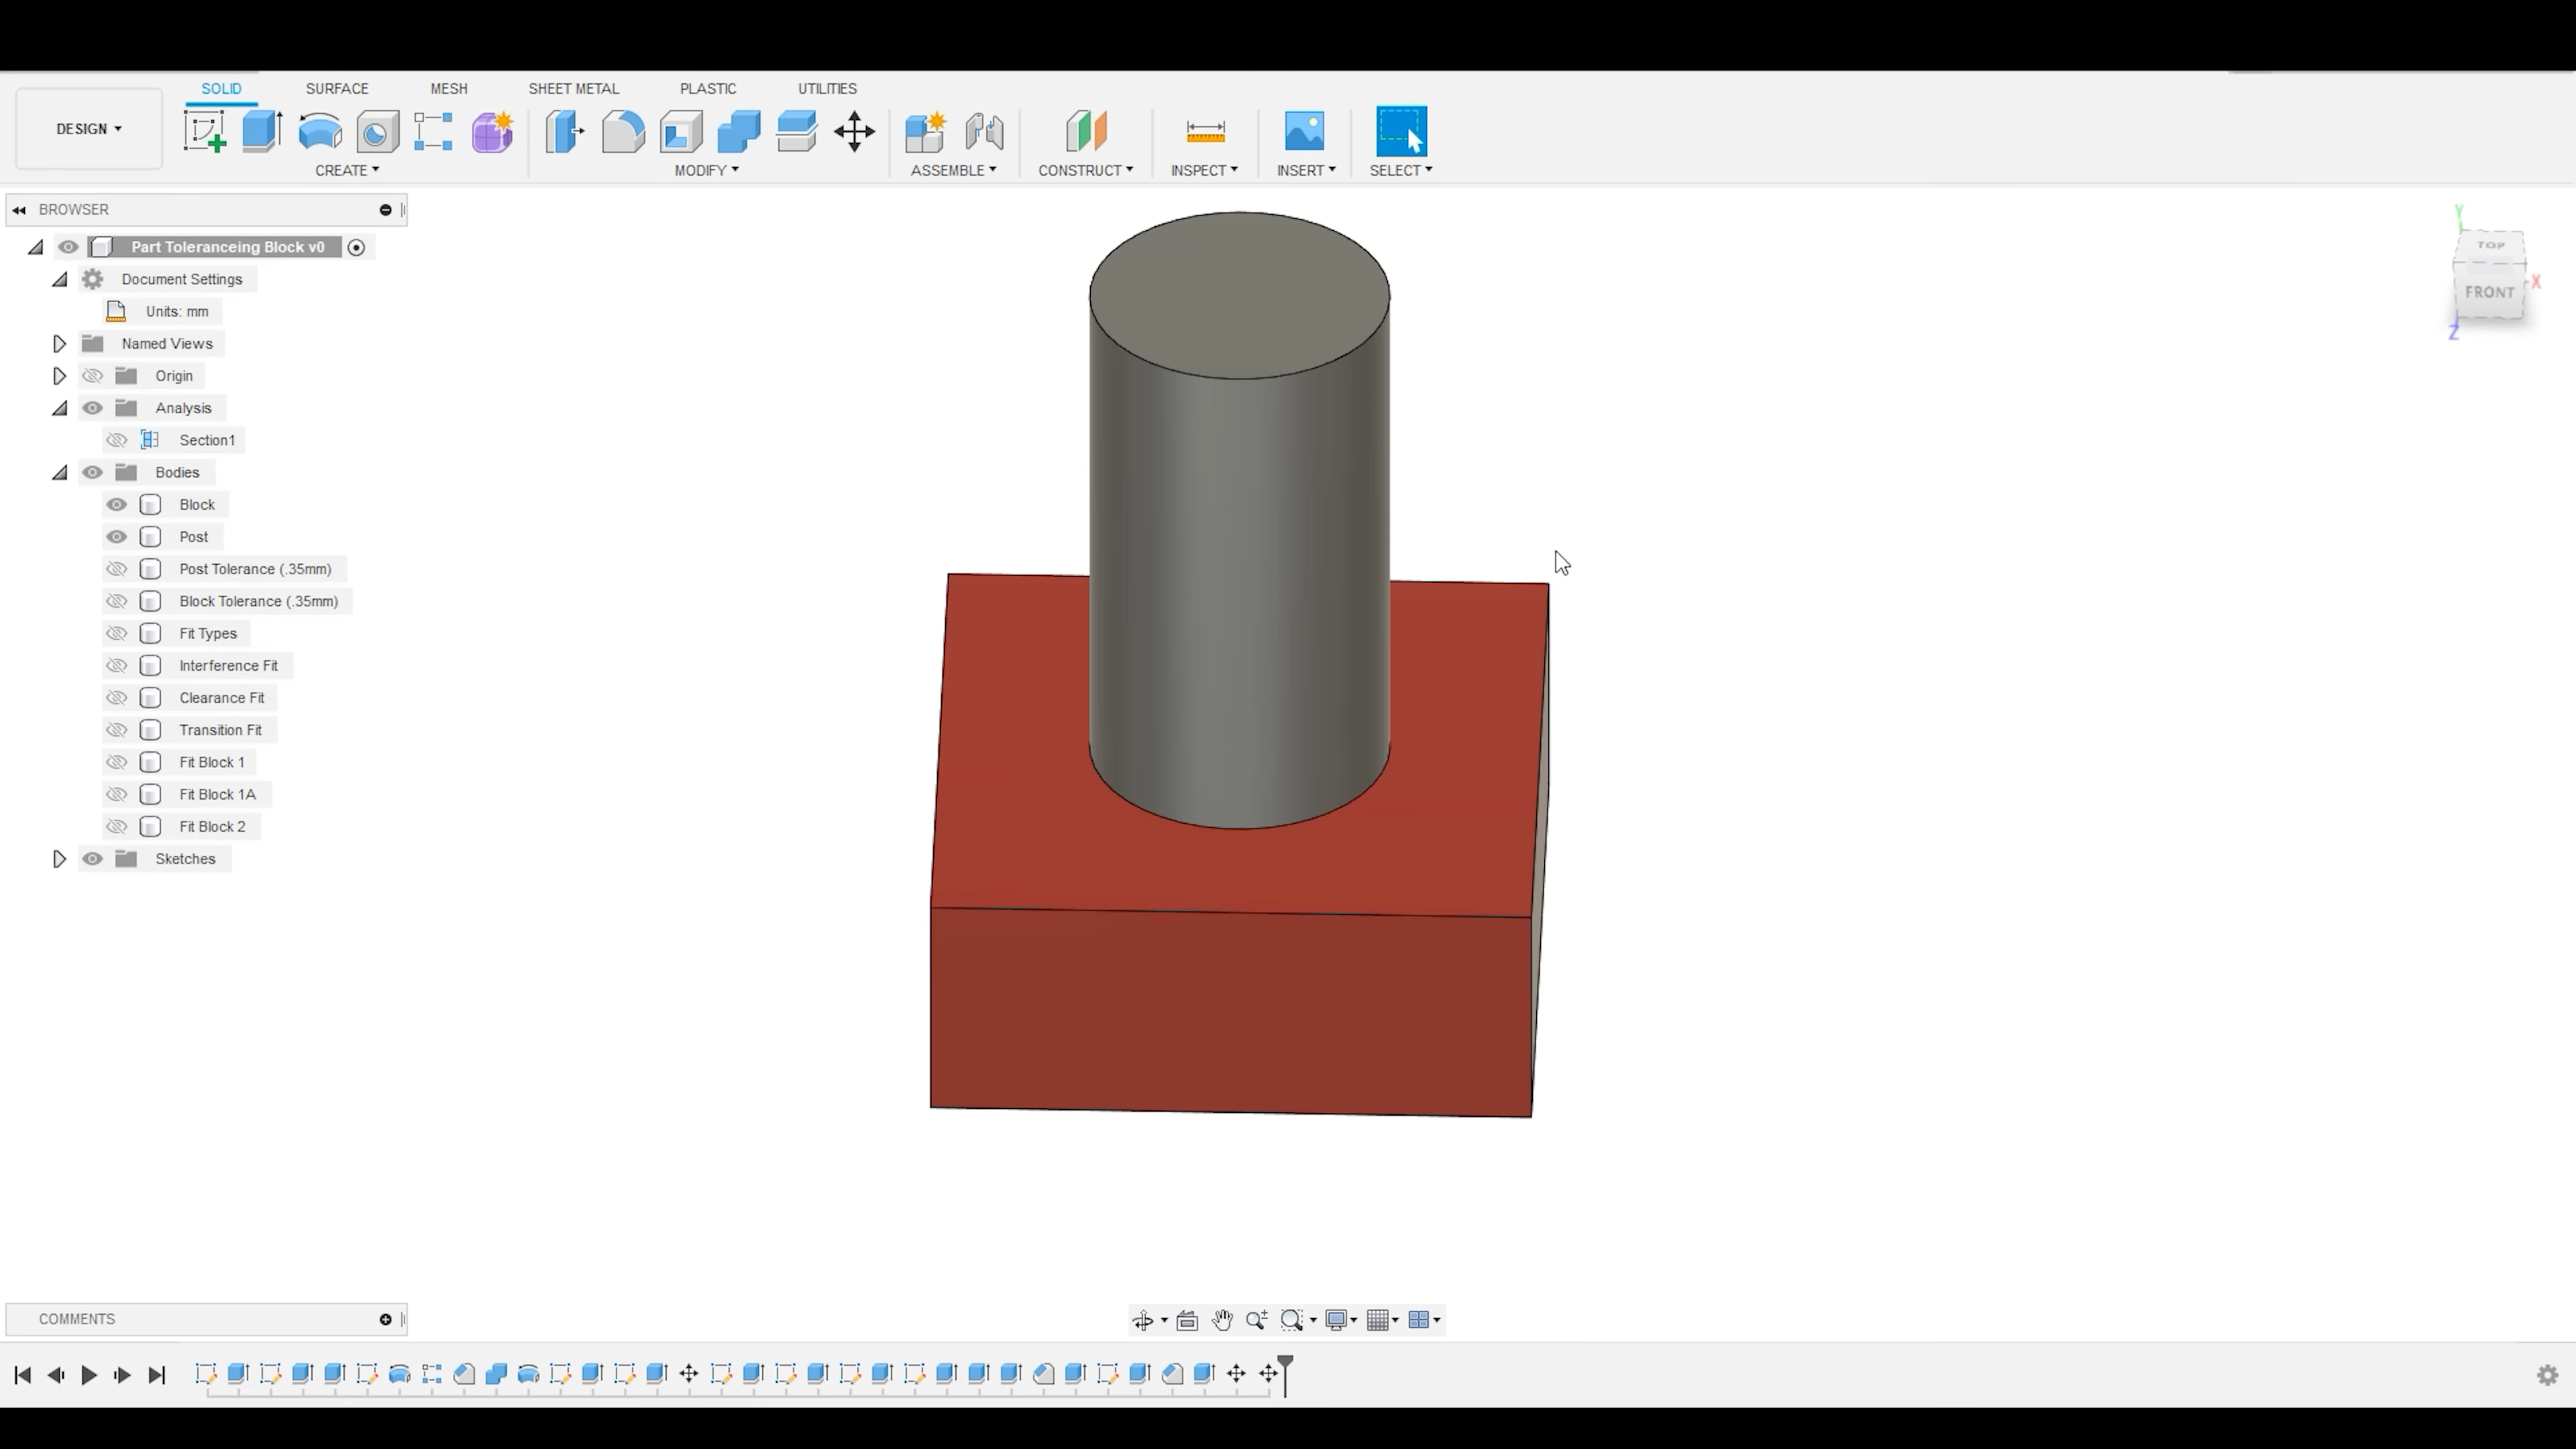 SOLID SURFACE MESH SHEET METAL PLASTIC UTILITIES
DESIGN
CREATE MODIFY ASSEMBLE CONSTRUCT INSPECT INSERT SELECT
BROWSER
Part Toleranceing Block v0
Document Settings
Units: mm
Named Views
Origin
Analysis
Section1
Bodies
Block
Post
Post Tolerance (.35mm)
Block Tolerance (.35mm)
Fit Types
Interference Fit
Clearance Fit
Transition Fit
Fit Block 1
Fit Block 1A
Fit Block 2
Sketches
Y
TOP
X
FRONT
Z
COMMENTS